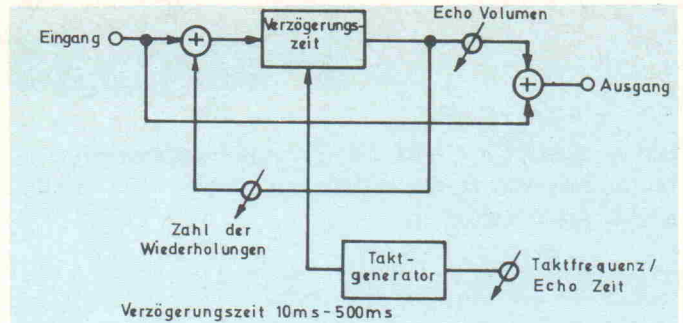 Eingang
Verzögerungs-
zeit
Echo Volumen
Ausgang
Zahl der
Wiederholungen
Takt-
generator
Taktfrequenz/
Echo Zeit
Verzögerungszeit 10ms-500ms